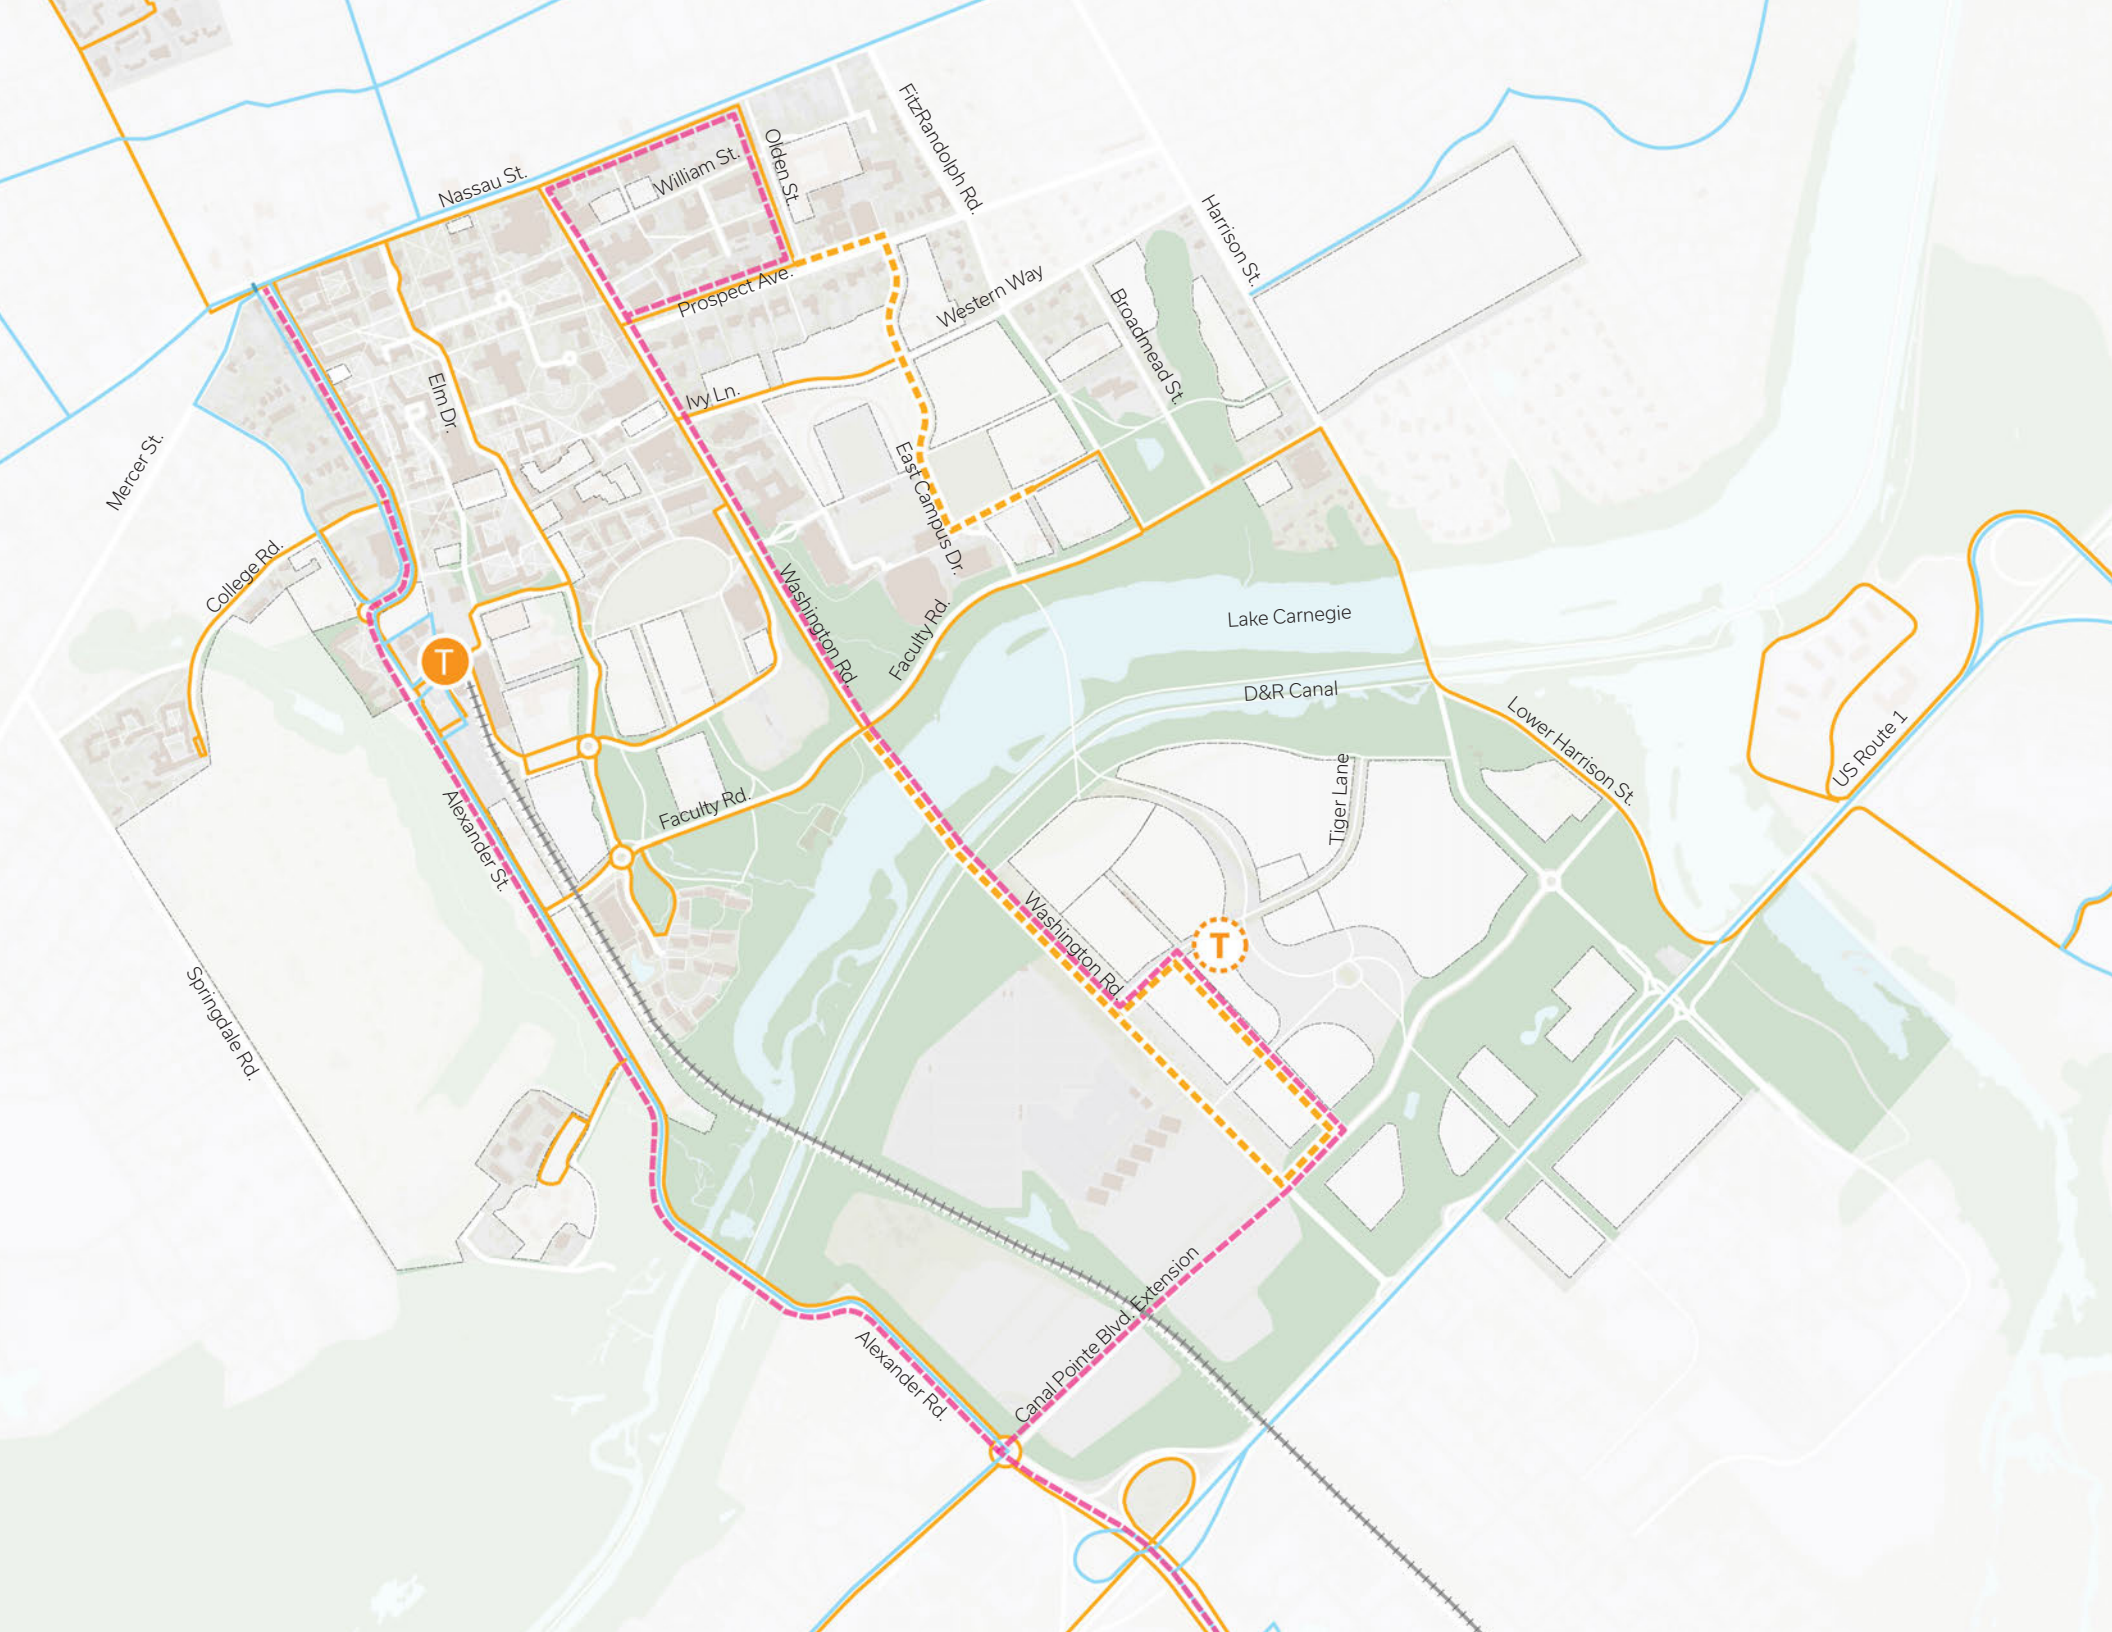 FitzRandolph Rd.
Olden St.
William St.
Nassau St.
Harrison St.
Prospect Ave.
Western Way
Broadmead St.
Elm Dr.
Ivy Ln.
Mercer St.
East Campus Dr.
College Rd.
Washington Rd.
Faculty Rd.
Lake Carnegie
T
D&R Canal
Lower Harrison St.
US Route 1
Tiger Lane
Faculty Rd.
Alexander St.
Washington Rd.
T
Springdale Rd.
Canal Pointe Blvd. Extension
Alexander Rd.